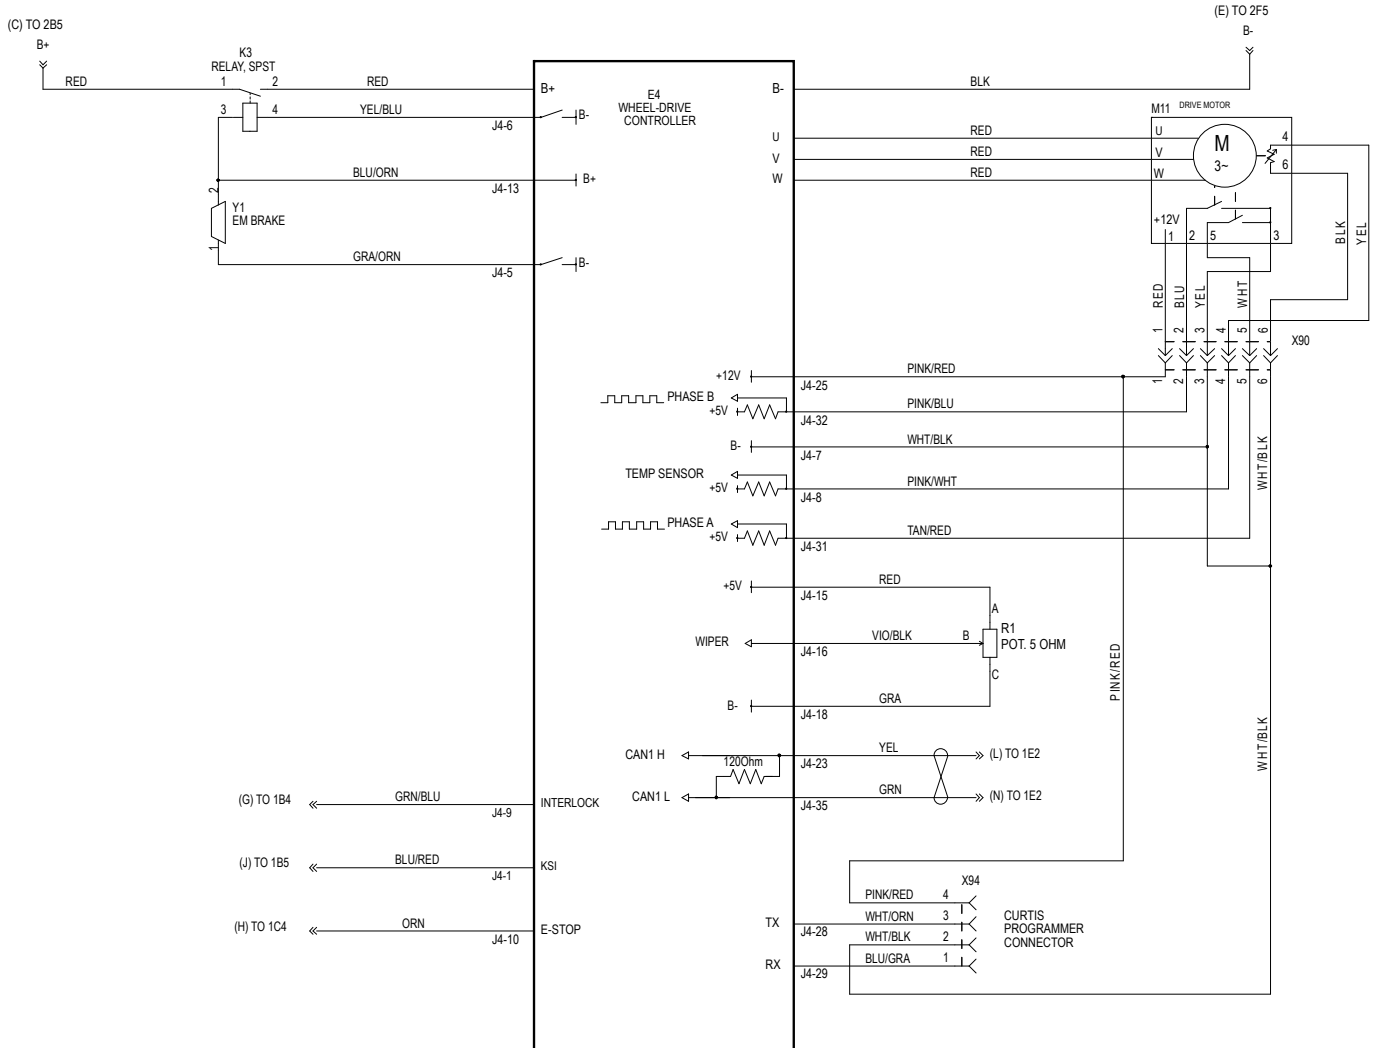 (C) TO 2B5
B+
(E) TO 2F5
B-
K3
RELAY, SPST
RED
1
2
RED
B+
3
4
YEL/BLU
J4-6
B-
E4
WHEEL-DRIVE
CONTROLLER
B-
BLK
M11
DRIVE MOTOR
U
RED
U
V
RED
V
W
RED
W
M
3~
4
6
+12V
1
2
5
3
BLK
YEL
BLU/ORN
J4-13
B+
2
Y1
EM BRAKE
1
GRA/ORN
J4-5
B-
RED
BLU
YEL
WHT
1
2
3
4
5
6
X90
1
2
3
4
5
6
+12V
PINK/RED
J4-25
PHASE B
+5V
PINK/BLU
J4-32
B-
WHT/BLK
J4-7
WHT/BLK
TEMP SENSOR
+5V
PINK/WHT
J4-8
PHASE A
+5V
TAN/RED
J4-31
+5V
RED
J4-15
A
WIPER
VIO/BLK
J4-16
B
R1
POT. 5 OHM
C
PINK/RED
B-
GRA
J4-18
WHT/BLK
CAN1 H
YEL
J4-23
(L) TO 1E2
120Ohm
CAN1 L
GRN
J4-35
(N) TO 1E2
(G) TO 1B4
GRN/BLU
J4-9
INTERLOCK
(J) TO 1B5
BLU/RED
J4-1
KSI
(H) TO 1C4
ORN
J4-10
E-STOP
X94
PINK/RED
4
TX
J4-28
WHT/ORN
3
WHT/BLK
2
RX
J4-29
BLU/GRA
1
CURTIS
PROGRAMMER
CONNECTOR